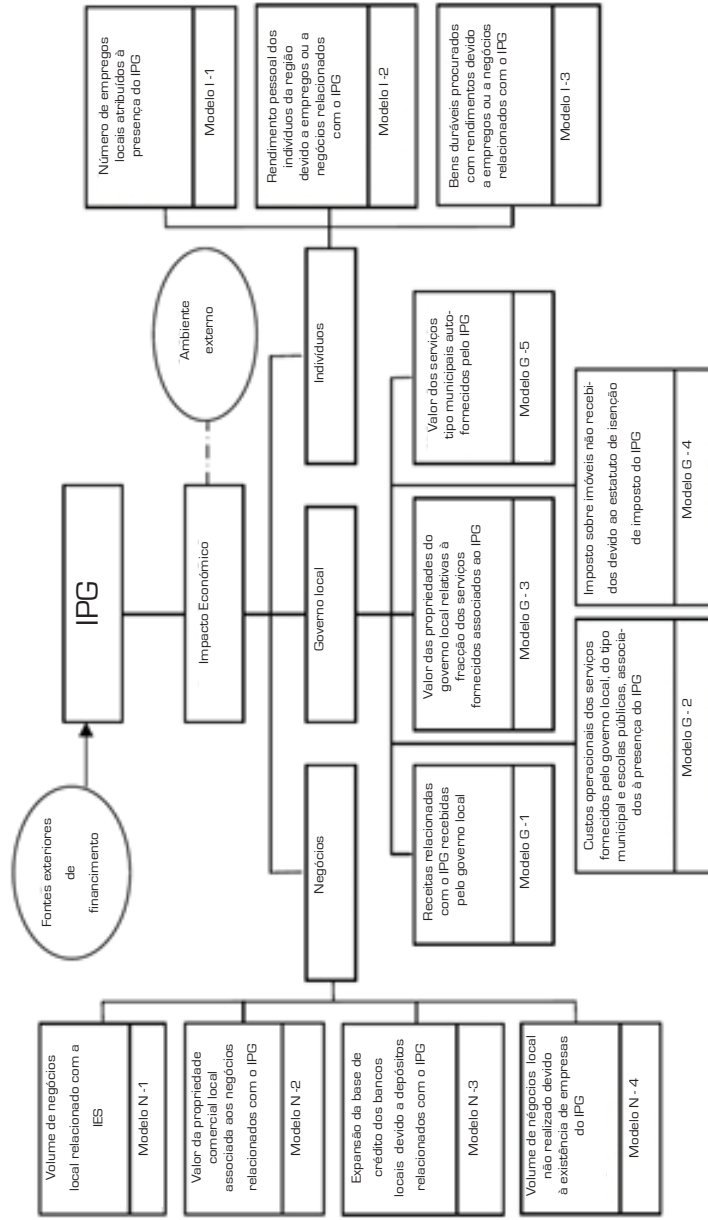 IPG
Fontes exteriores
de
financimento
Impacto Económico
Ambiente
externo
Negócios
Governo local
Indivíduos
Volume de negócios
local relacionado com a
IES
Modelo N -1
Valor da propriedade
comercial local
associada aos negócios
relacionados com o IPG
Modelo N -2
Expansão da base de
crédito dos bancos
locais devido a depósitos
relacionados com o IPG
Modelo N -3
Volume de négocios local
não realizado devido
à existência de empresas
do IPG
Modelo N - 4
Receitas relacionadas
com o IPG recebidas
pelo governo local
Modelo G -1
Custos operacionais dos serviços
fornecidos pelo governo local, do tipo
municipal e escolas públicas, associa-
dos à presença do IPG
Modelo G - 2
Valor das propriedades do
governo local relativas à
fracção dos serviços
fornecidos associados ao IPG
Modelo G - 3
Imposto sobre imóveis não recebi-
dos devido ao estatuto de isenção
de imposto do IPG
Modelo G - 4
Valor dos serviços
tipo municipais auto-
fornecidos pelo IPG
Modelo G -5
Número de empregos
locais atribuídos à
presença do IPG
Modelo I -1
Rendimento pessoal dos
indivíduos da região
devido a empregos ou a
negócios relacionados
com o IPG
Modelo I -2
Bens duráveis procurados
com rendimentos devido
a empregos ou a negócios
relacionados com o IPG
Modelo I -3